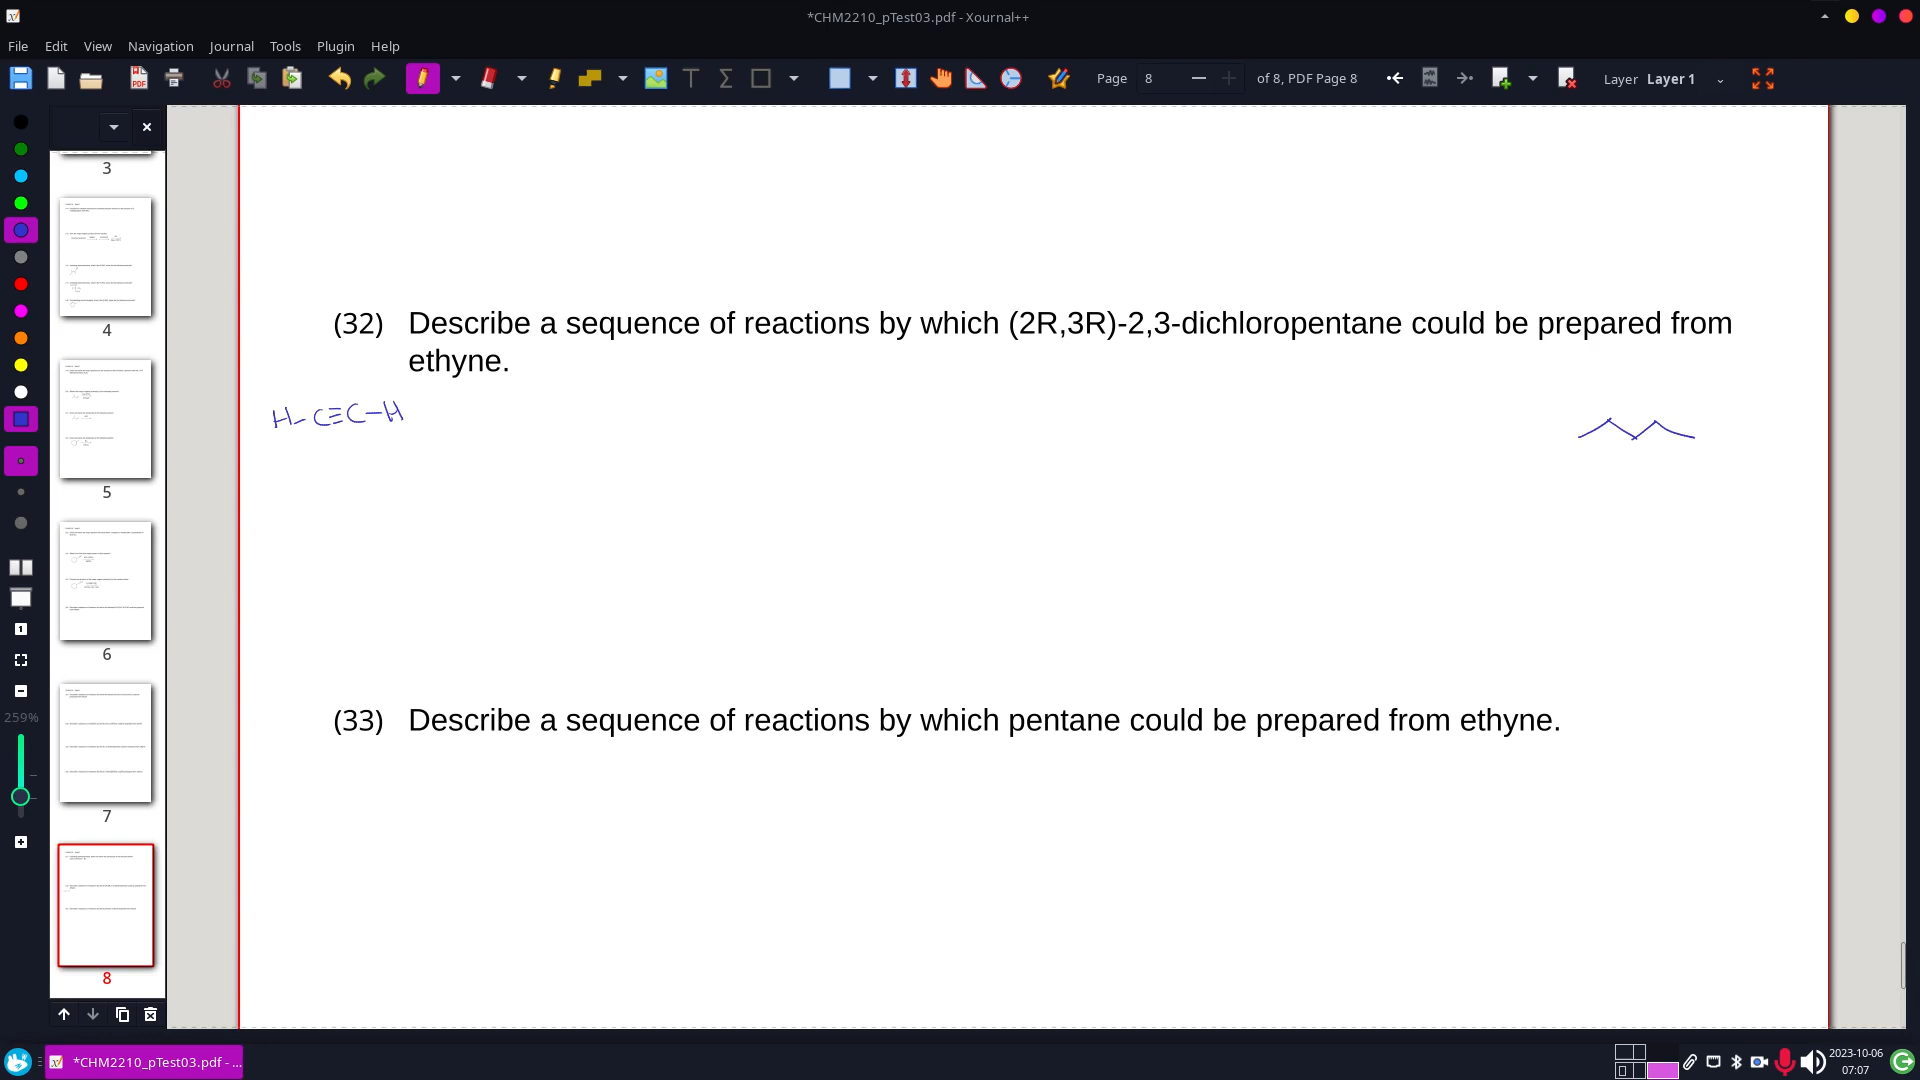 *CHM2210_pTest03.pdf - Xournal++
File Edit View Navigation Journal Tools Plugin Help
Page 8 of 8, PDF Page 8 Layer Layer 1
3
4
5
6
7
8
259%
(32) Describe a sequence of reactions by which (2R,3R)-2,3-dichloropentane could be prepared from
ethyne.
H-C≡C-H
(33) Describe a sequence of reactions by which pentane could be prepared from ethyne.
*CHM2210_pTest03.pdf - ...
2023-10-06
07:07